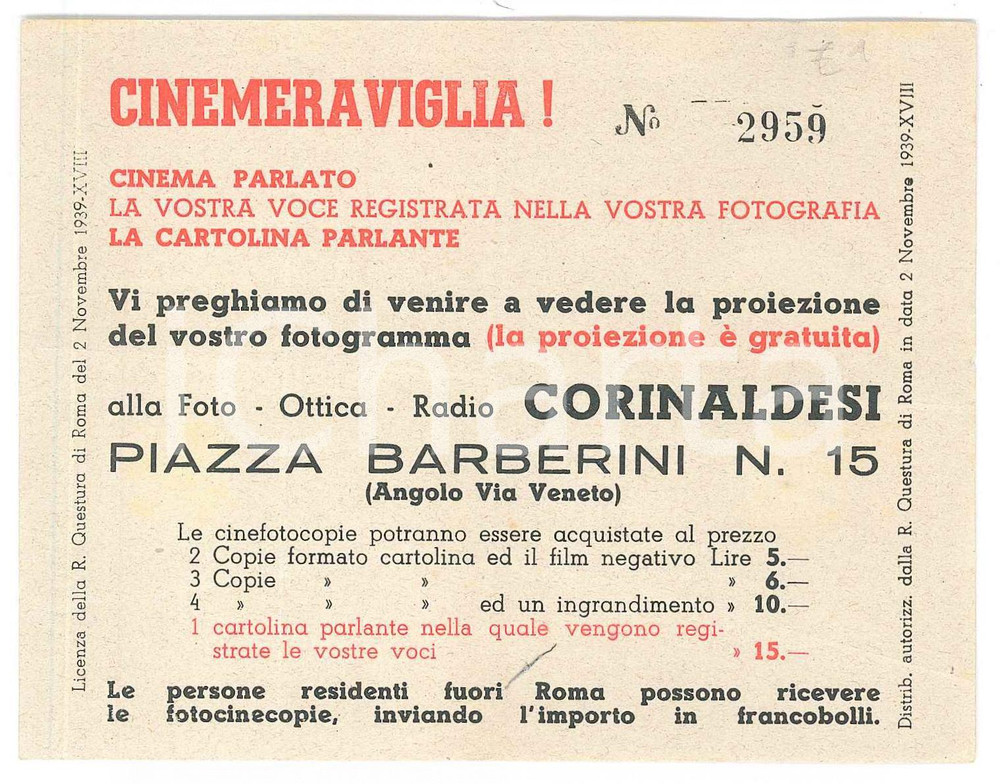 CINEMERAVIGLIA !
No 2959
CINEMA PARLATO
LA VOSTRA VOCE REGISTRATA NELLA VOSTRA FOTOGRAFIA
LA CARTOLINA PARLANTE
Vi preghiamo di venire a vedere la proiezione
del vostro fotogramma (la proiezione è gratuita)
alla Foto - Ottica - Radio CORINALDESI
PIAZZA BARBERINI N. 15
(Angolo Via Veneto)
Le cinefotocopie potranno essere acquistate al prezzo
2 Copie formato cartolina ed il film negativo Lire 5.—
3 Copie » » » 6.—
4 » » » ed un ingrandimento » 10.—
1 cartolina parlante nella quale vengono regi-
strate le vostre voci » 15.—
Le persone residenti fuori Roma possono ricevere
le fotocinecopie, inviando l'importo in francobolli.
Licenza della R. Questura di Roma del 2 Novembre 1939-XVIII
Distrib. autorizz. dalla R. Questura di Roma in data 2 Novembre 1939-XVIII